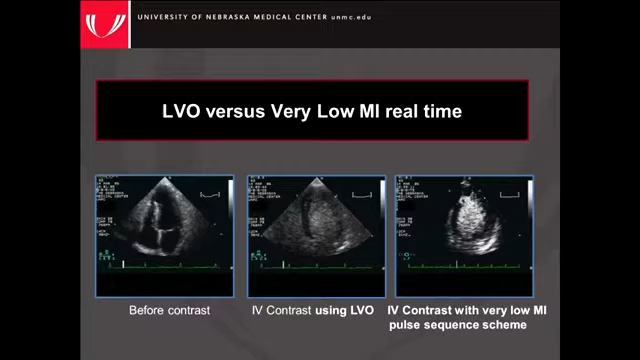 UNIVERSITY OF NEBRASKA MEDICAL CENTER unmc.edu
LVO versus Very Low MI real time
Before contrast
IV Contrast using LVO
IV Contrast with very low MI
pulse sequence scheme